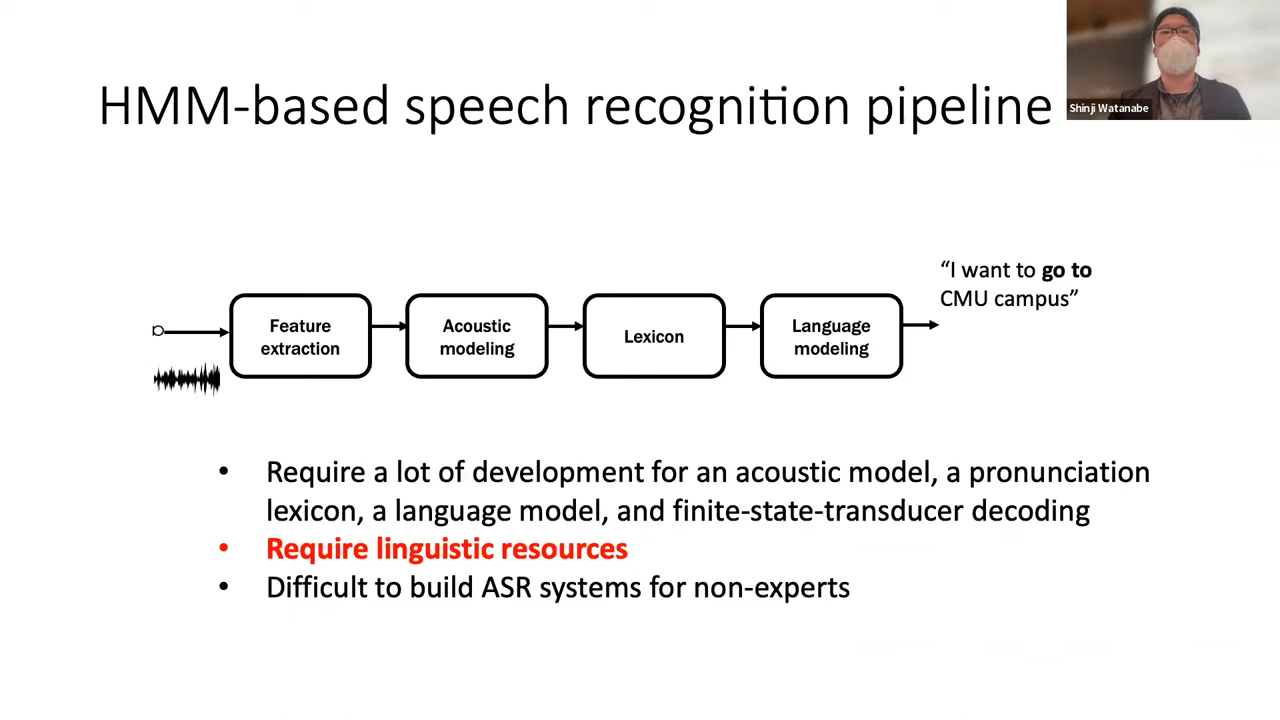 HMM-based speech recognition pipeline
Shinji Watanabe
“I want to go to
CMU campus”
Feature
extraction
Acoustic
modeling
Lexicon
Language
modeling
• Require a lot of development for an acoustic model, a pronunciation
lexicon, a language model, and finite-state-transducer decoding
• Require linguistic resources
• Difficult to build ASR systems for non-experts